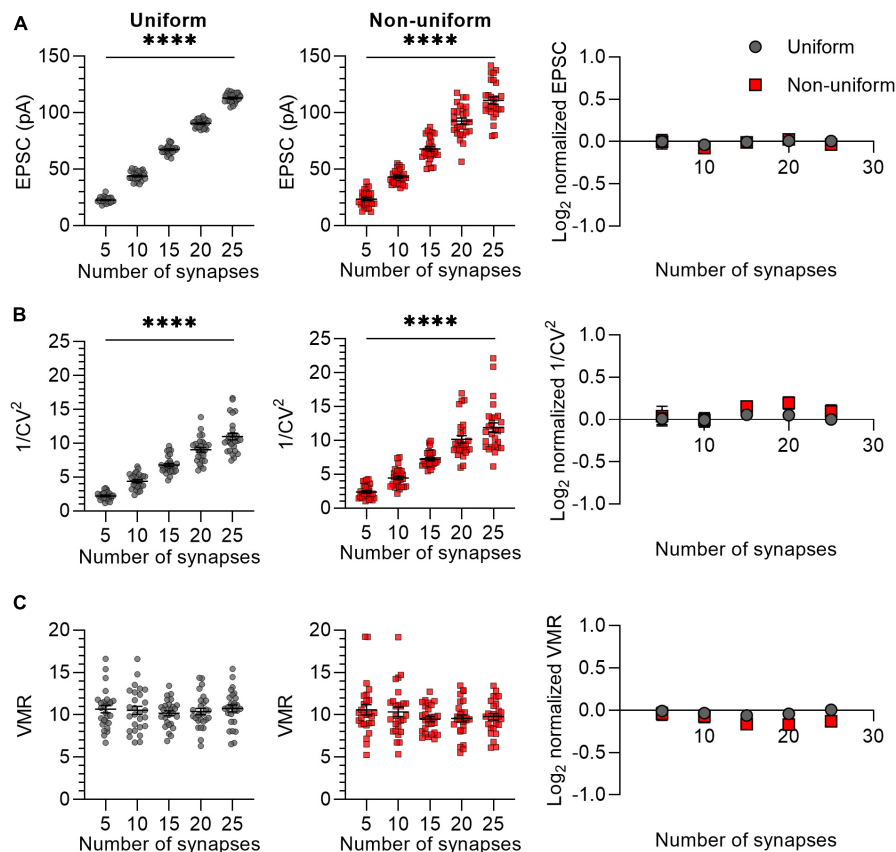 A
Uniform
****
EPSC (pA)
150
100
50
0
5 10 15 20 25
Number of synapses
Non-uniform
****
EPSC (pA)
150
100
50
0
5 10 15 20 25
Number of synapses
Log2 normalized EPSC
1.0
0.5
0.0
-0.5
-1.0
10 20 30
Number of synapses
Uniform
Non-uniform
B
****
1/CV²
25
20
15
10
5
0
5 10 15 20 25
Number of synapses
****
1/CV²
25
20
15
10
5
0
5 10 15 20 25
Number of synapses
Log2 normalized 1/CV²
1.0
0.5
0.0
-0.5
-1.0
10 20 30
Number of synapses
C
VMR
20
15
10
5
0
5 10 15 20 25
Number of synapses
VMR
20
15
10
5
0
5 10 15 20 25
Number of synapses
Log2 normalized VMR
1.0
0.5
0.0
-0.5
-1.0
10 20 30
Number of synapses